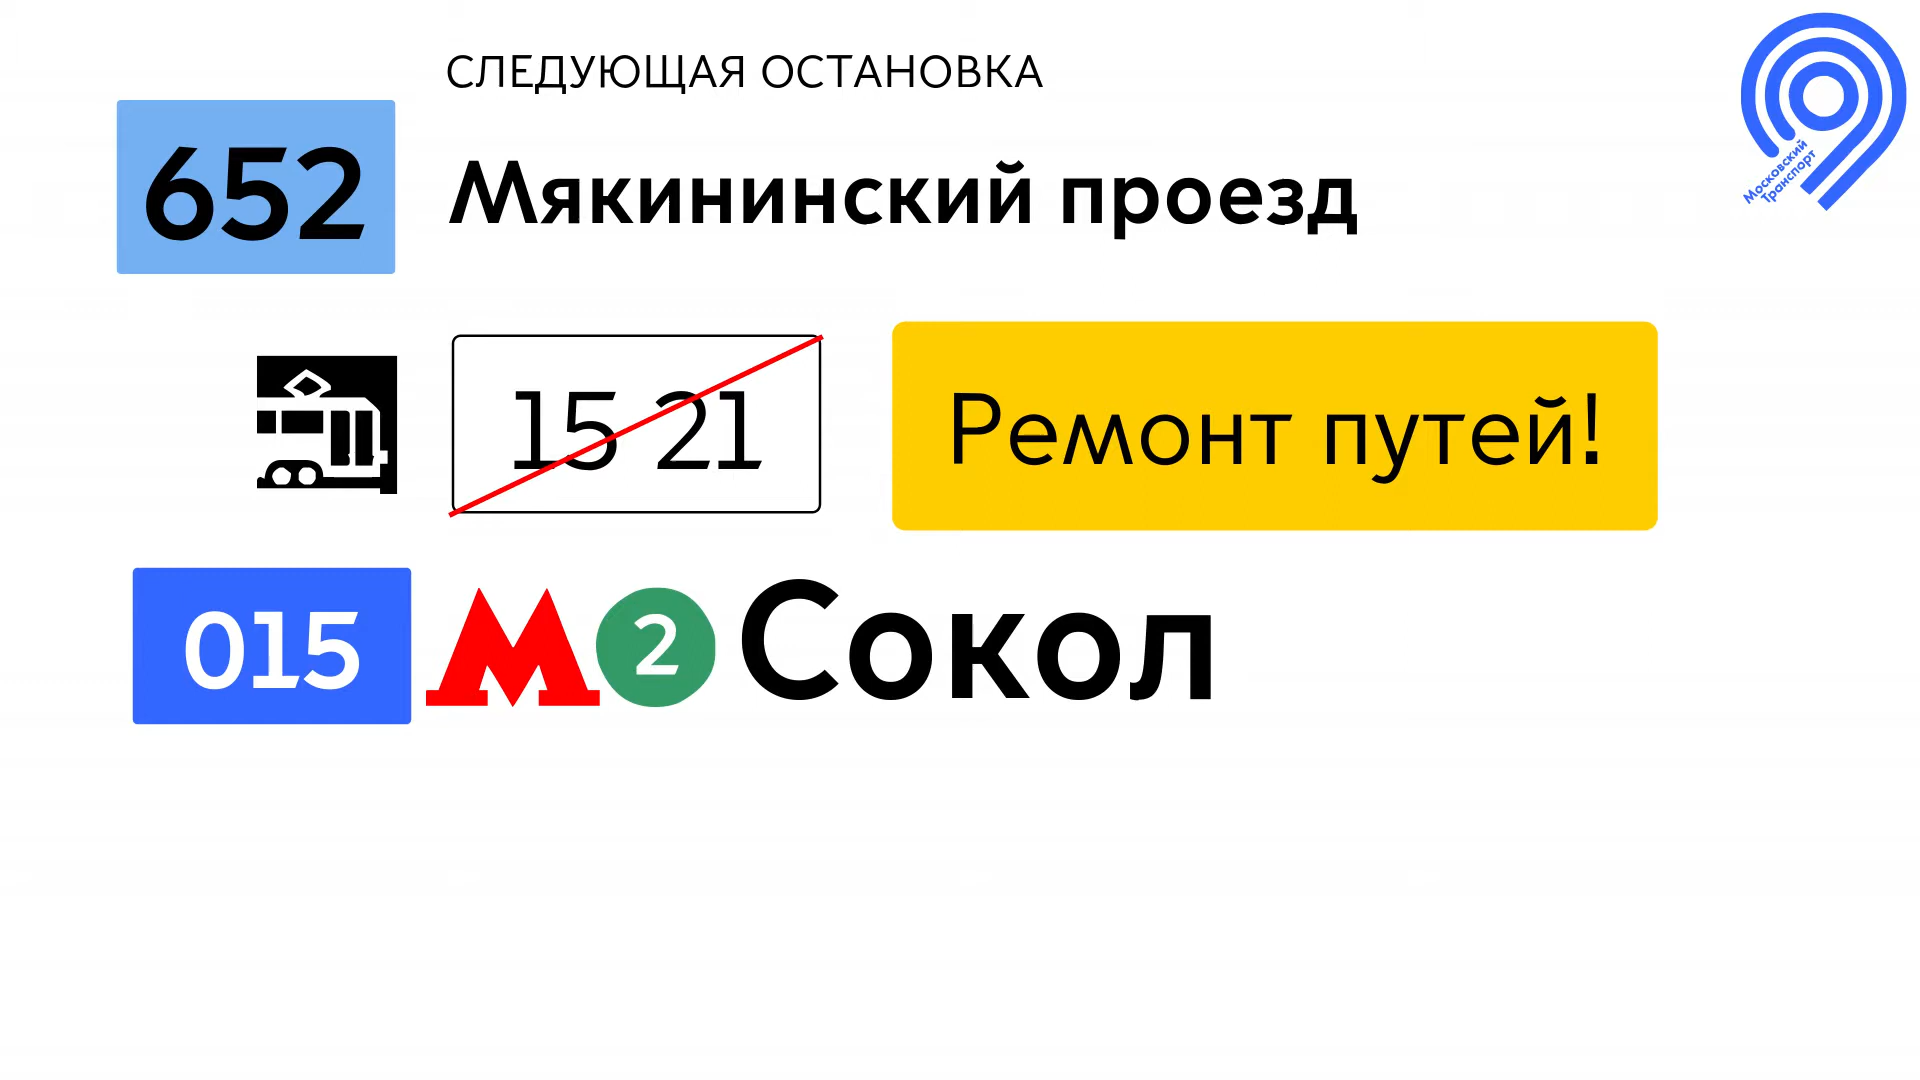 СЛЕДУЮЩАЯ ОСТАНОВКА
652 Мякининский проезд
Московский
Транспорт
15 21 Ремонт путей!
015 М 2 Сокол